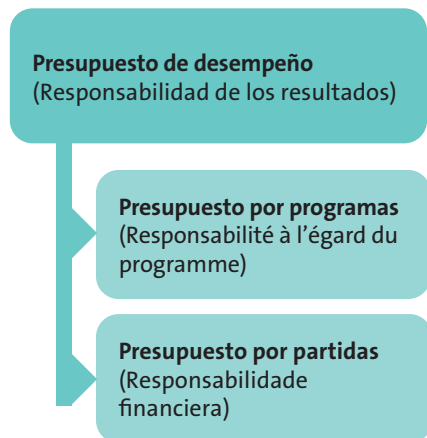 Presupuesto de desempeño
(Responsabilidad de los resultados)
Presupuesto por programas
(Responsabilité à l’égard du
programme)
Presupuesto por partidas
(Responsabilidade
financiera)